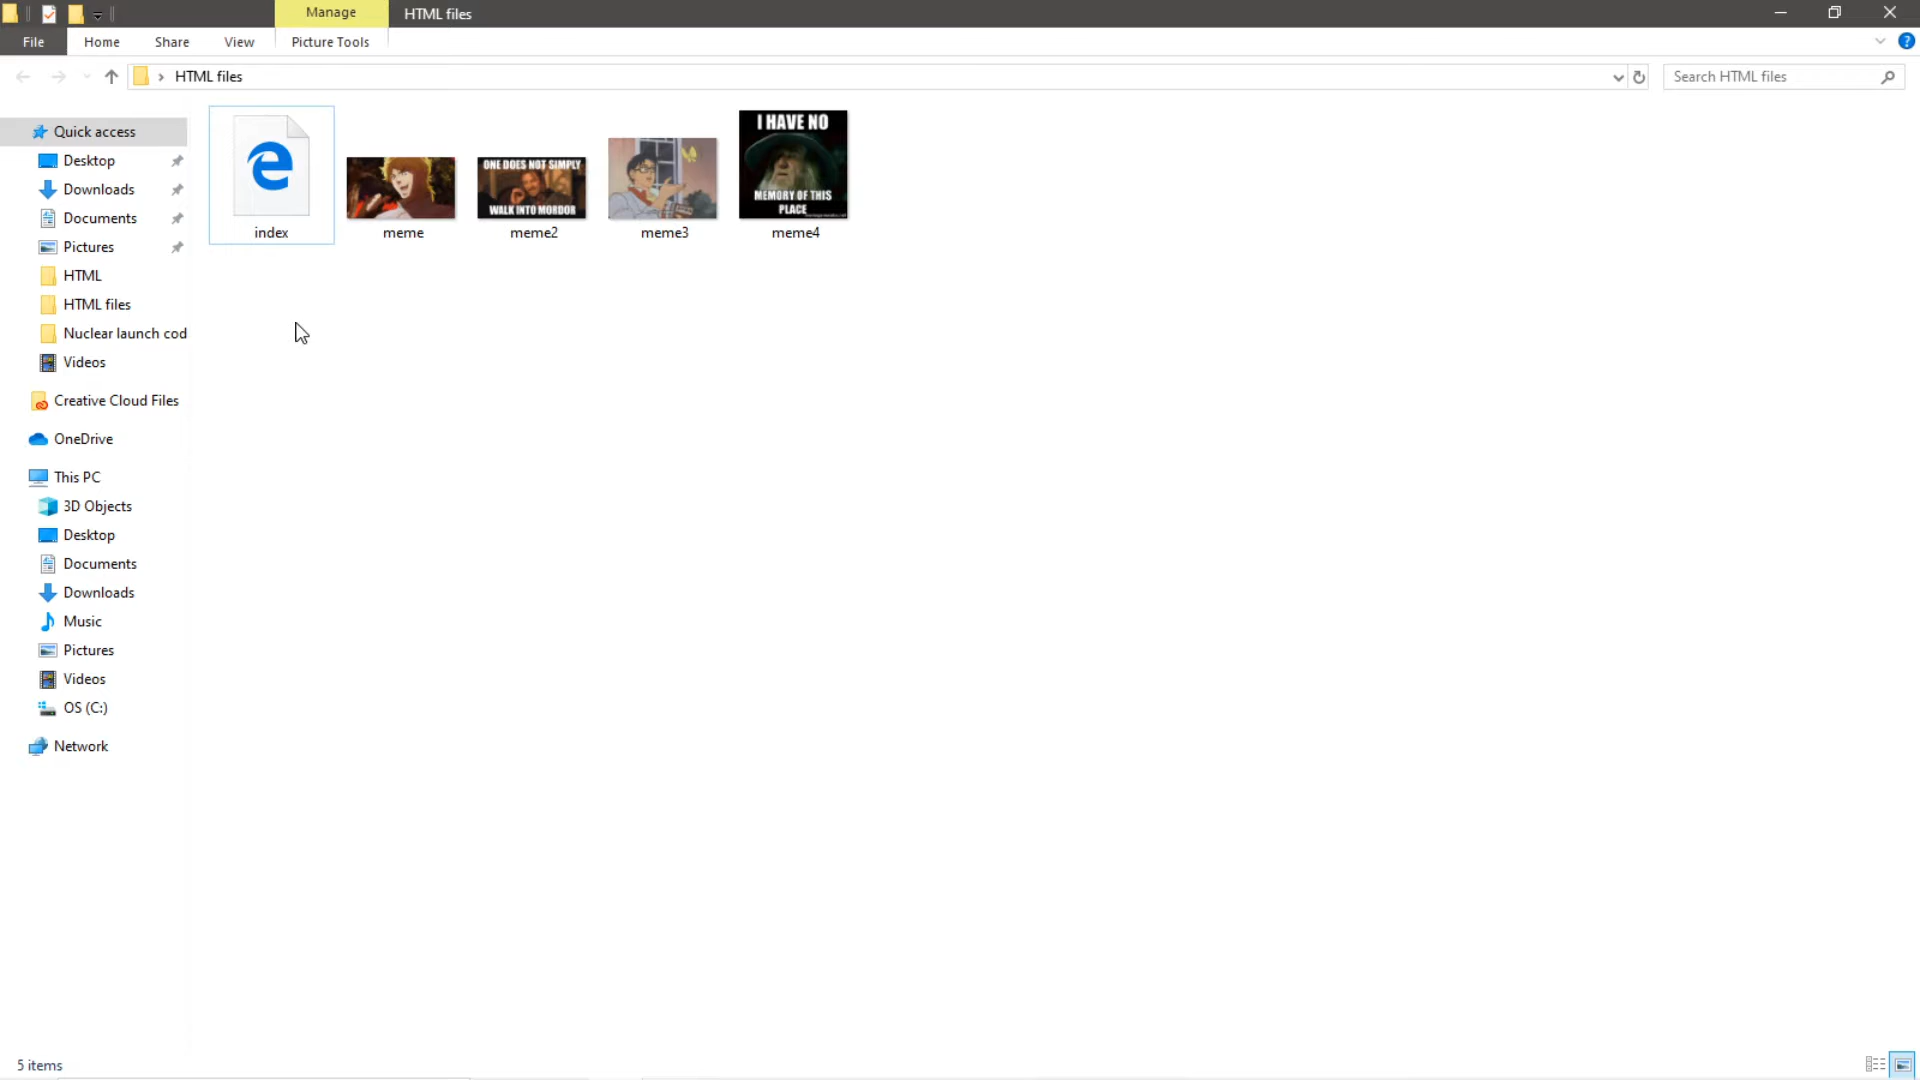 Manage
HTML files
File
Home
Share
View
Picture Tools
?
HTML files
Search HTML files
Quick access
Desktop
Downloads
Documents
Pictures
HTML
HTML files
Nuclear launch cod
Videos
Creative Cloud Files
OneDrive
This PC
3D Objects
Desktop
Documents
Downloads
Music
Pictures
Videos
OS (C:)
Network
index
meme
ONE DOES NOT SIMPLY
WALK INTO MORDOR
meme2
meme3
I HAVE NO
MEMORY OF THIS
PLACE
meme4
5 items